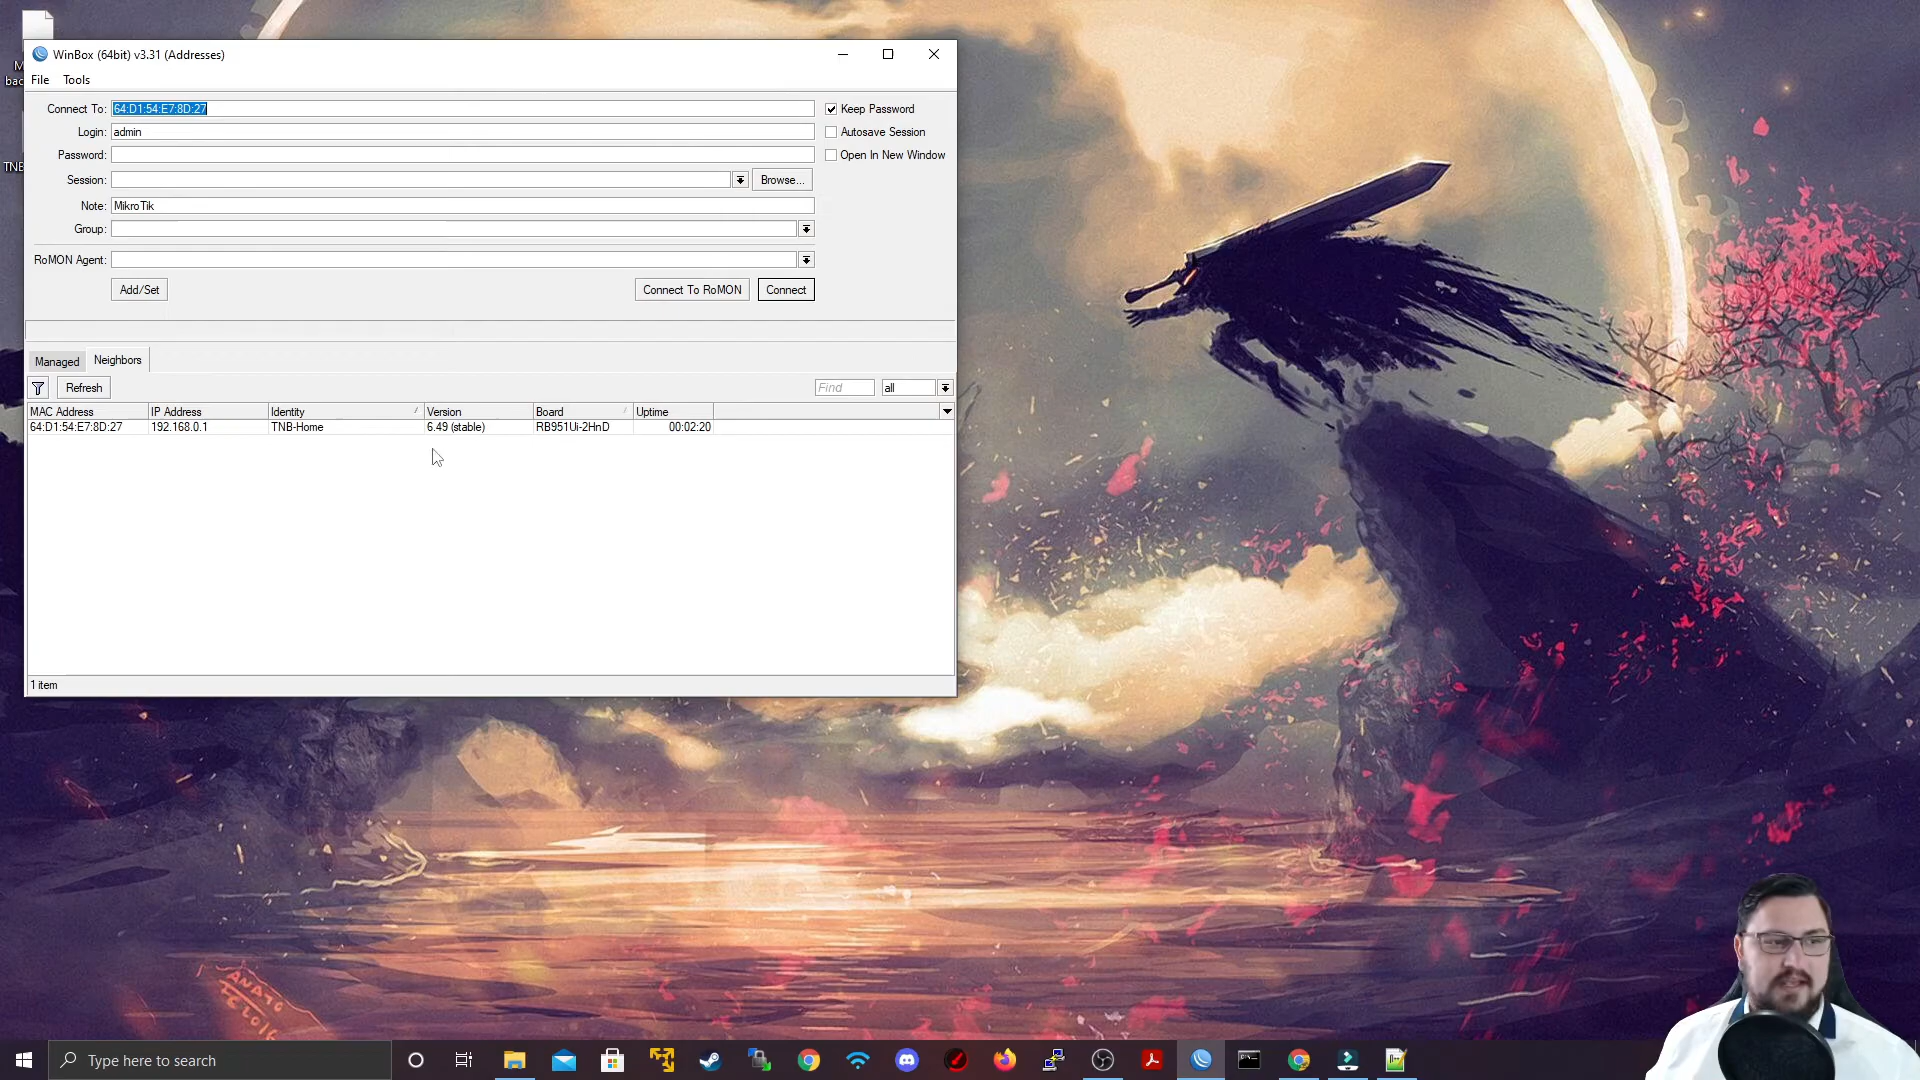 WinBox (64bit) v3.31 (Addresses)
File Tools
Connect To: 64:D1:54:E7:8D:27
Keep Password
Login: admin
Autosave Session
Password:
Open In New Window
Session:
Browse...
Note: MikroTik
Group:
RoMON Agent:
Add/Set
Connect To RoMON
Connect
Managed Neighbors
Refresh
Find
all
MAC Address IP Address Identity Version Board Uptime
64:D1:54:E7:8D:27 192.168.0.1 TNB-Home 6.49 (stable) RB951Ui-2HnD 00:02:20
1 item
TNB
Type here to search